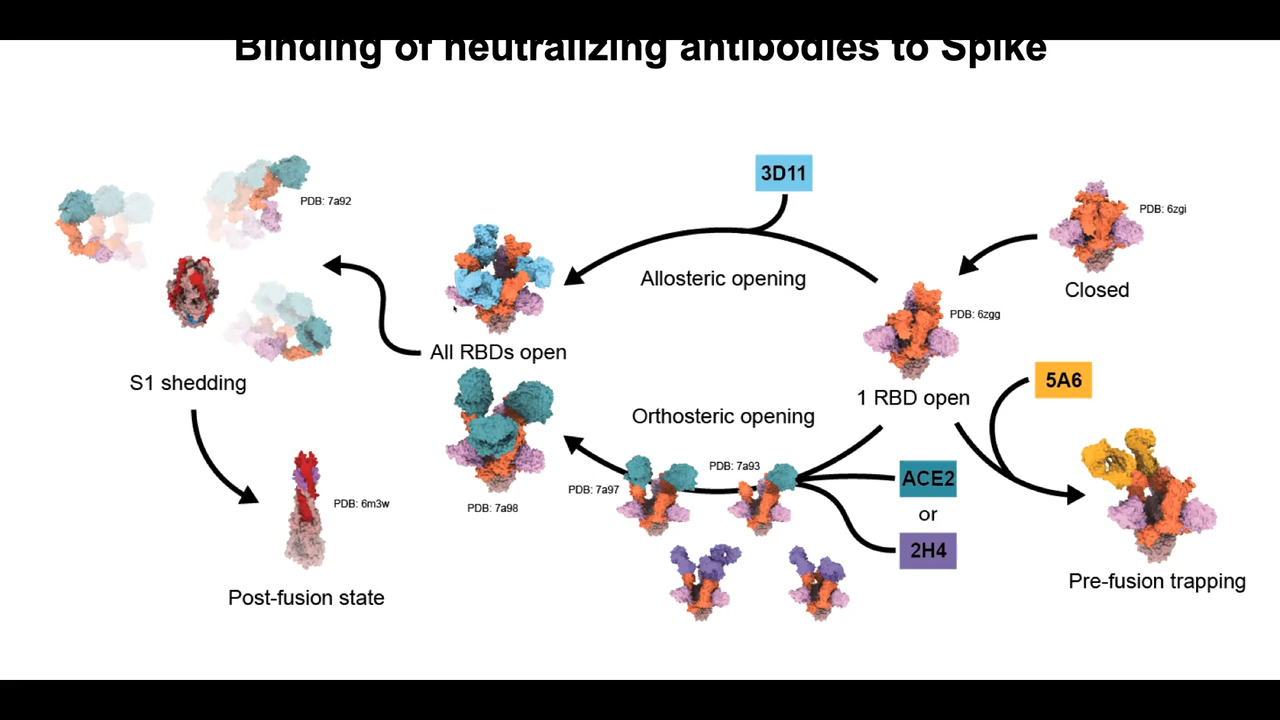 Binding of neutralizing antibodies to Spike
3D11
PDB: 7a92
PDB: 6zgi
Allosteric opening
Closed
PDB: 6zgg
All RBDs open
S1 shedding
5A6
1 RBD open
Orthosteric opening
PDB: 7a93
ACE2
PDB: 7a97
PDB: 6m3w
PDB: 7a98
or
2H4
Pre-fusion trapping
Post-fusion state